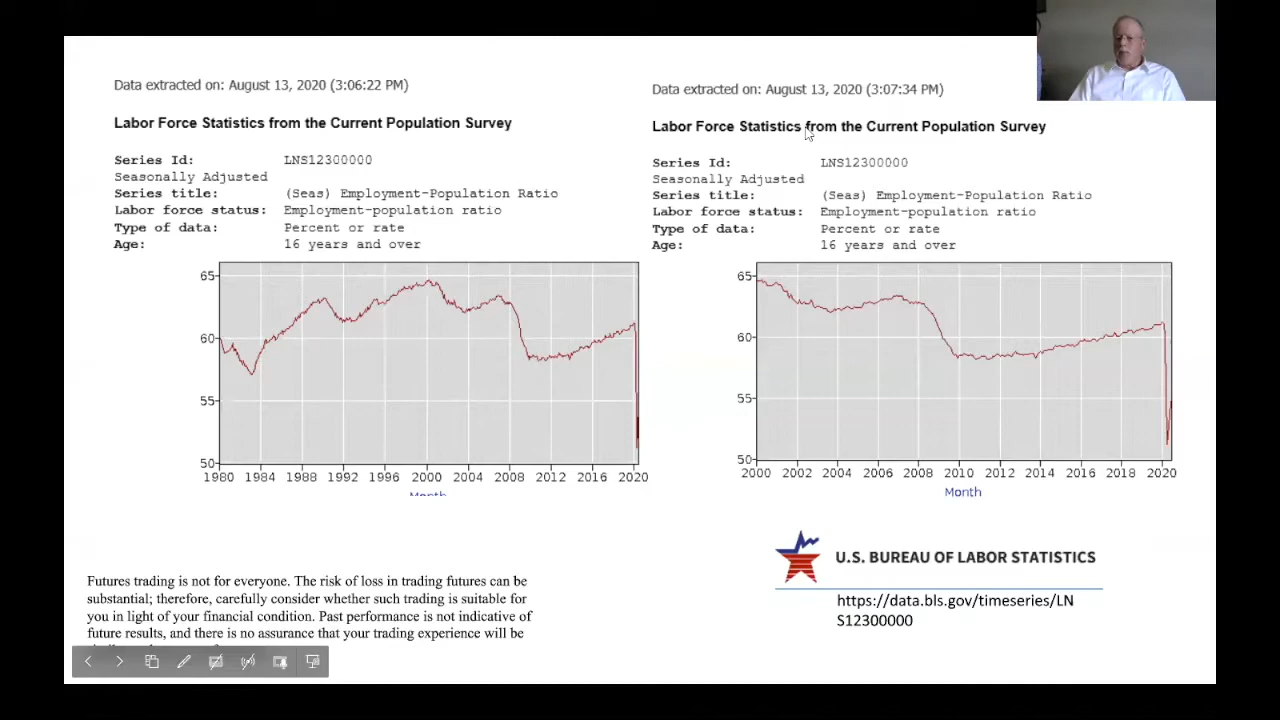 Data extracted on: August 13, 2020 (3:06:22 PM)
Labor Force Statistics from the Current Population Survey
Series Id: LNS12300000
Seasonally Adjusted
Series title: (Seas) Employment-Population Ratio
Labor force status: Employment-population ratio
Type of data: Percent or rate
Age: 16 years and over
65
60
55
50
1980 1984 1988 1992 1996 2000 2004 2008 2012 2016 2020
Month
Data extracted on: August 13, 2020 (3:07:34 PM)
Labor Force Statistics from the Current Population Survey
Series Id: LNS12300000
Seasonally Adjusted
Series title: (Seas) Employment-Population Ratio
Labor force status: Employment-population ratio
Type of data: Percent or rate
Age: 16 years and over
65
60
55
50
2000 2002 2004 2006 2008 2010 2012 2014 2016 2018 2020
Month
U.S. BUREAU OF LABOR STATISTICS
https://data.bls.gov/timeseries/LN
S12300000
Futures trading is not for everyone. The risk of loss in trading futures can be
substantial; therefore, carefully consider whether such trading is suitable for
you in light of your financial condition. Past performance is not indicative of
future results, and there is no assurance that your trading experience will be